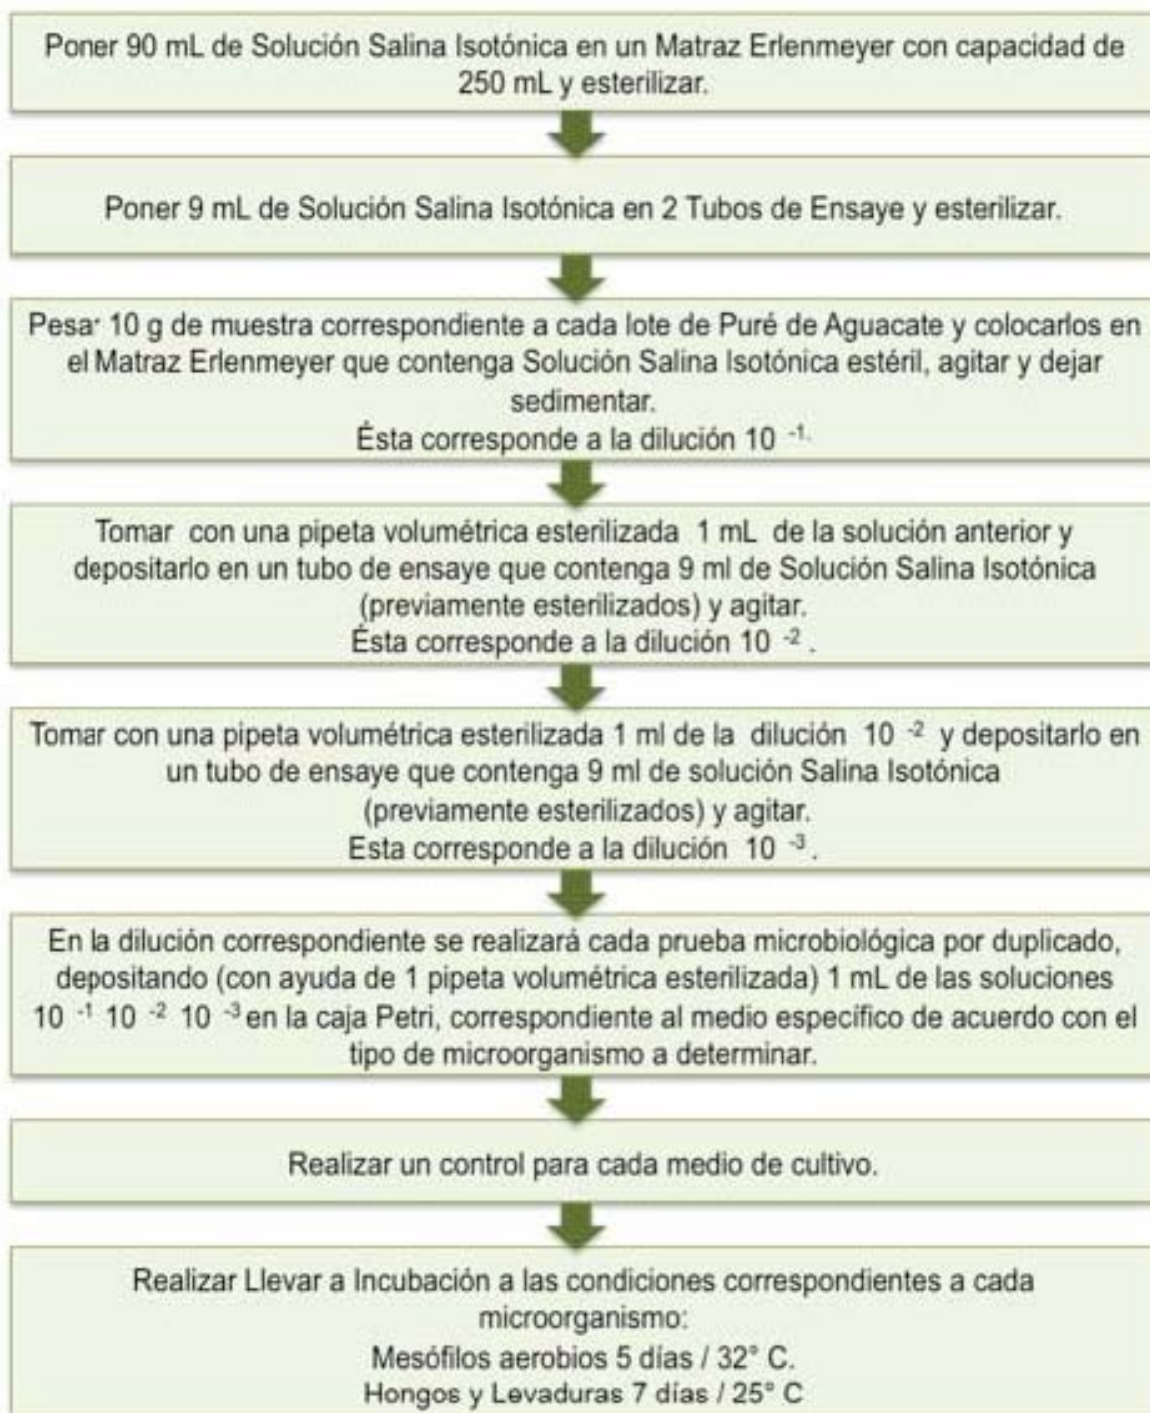 Poner 90 mL de Solución Salina Isotónica en un Matraz Erlenmeyer con capacidad de
250 mL y esterilizar.
Poner 9 mL de Solución Salina Isotónica en 2 Tubos de Ensaye y esterilizar.
Pesar 10 g de muestra correspondiente a cada lote de Puré de Aguacate y colocarlos en
el Matraz Erlenmeyer que contenga Solución Salina Isotónica estéril, agitar y dejar
sedimentar.
Ésta corresponde a la dilución 10 ⁻¹.
Tomar con una pipeta volumétrica esterilizada 1 mL de la solución anterior y
depositarlo en un tubo de ensaye que contenga 9 ml de Solución Salina Isotónica
(previamente esterilizados) y agitar.
Ésta corresponde a la dilución 10 ⁻² .
Tomar con una pipeta volumétrica esterilizada 1 ml de la dilución 10 ⁻² y depositarlo en
un tubo de ensaye que contenga 9 ml de solución Salina Isotónica
(previamente esterilizados) y agitar.
Esta corresponde a la dilución 10 ⁻³ .
En la dilución correspondiente se realizará cada prueba microbiológica por duplicado,
depositando (con ayuda de 1 pipeta volumétrica esterilizada) 1 mL de las soluciones
10 ⁻¹ 10 ⁻² 10 ⁻³ en la caja Petri, correspondiente al medio específico de acuerdo con el
tipo de microorganismo a determinar.
Realizar un control para cada medio de cultivo.
Realizar Llevar a Incubación a las condiciones correspondientes a cada
microorganismo:
Mesófilos aerobios 5 días / 32° C.
Hongos y Levaduras 7 días / 25° C